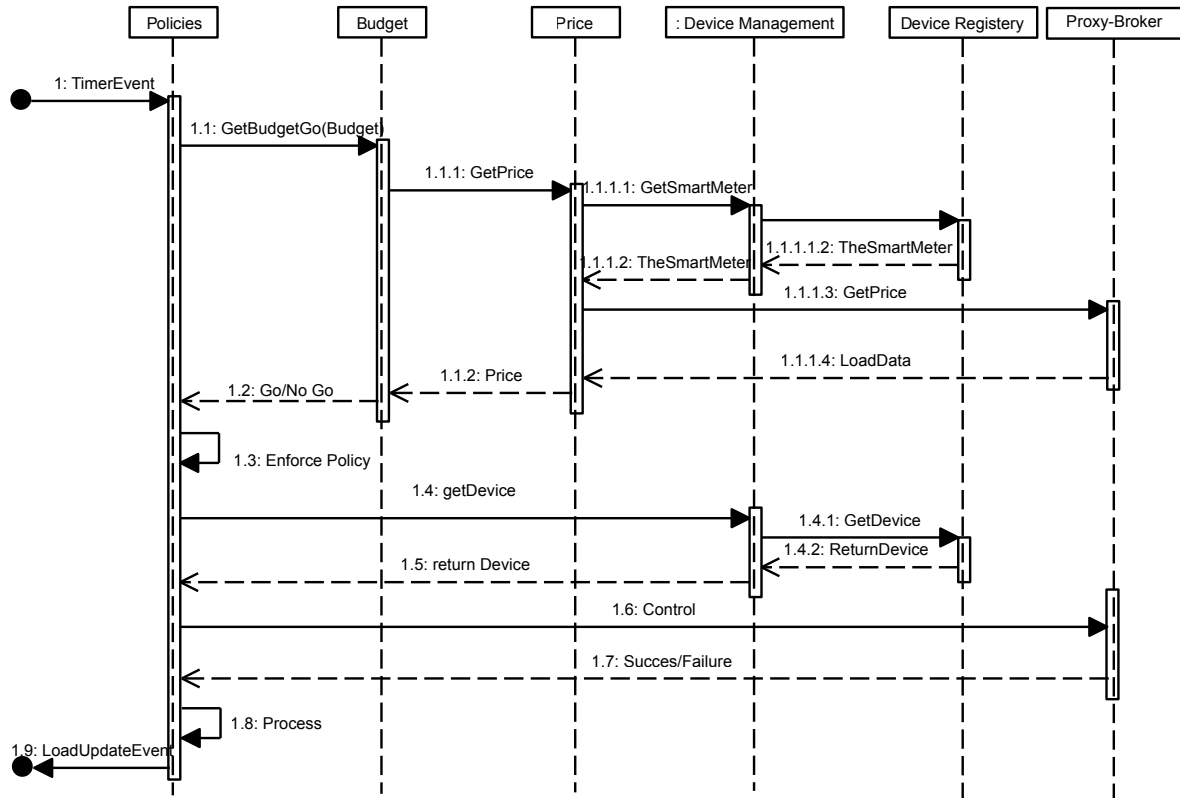 Policies
Budget
Price
: Device Management
Device Registery
Proxy-Broker
1: TimerEvent
1.1: GetBudgetGo(Budget)
1.1.1: GetPrice
1.1.1.1: GetSmartMeter
1.1.1.1.2: TheSmartMeter
1.1.1.2: TheSmartMeter
1.1.1.3: GetPrice
1.1.1.4: LoadData
1.1.2: Price
1.2: Go/No Go
1.3: Enforce Policy
1.4: getDevice
1.4.1: GetDevice
1.4.2: ReturnDevice
1.5: return Device
1.6: Control
1.7: Succes/Failure
1.8: Process
1.9: LoadUpdateEvent